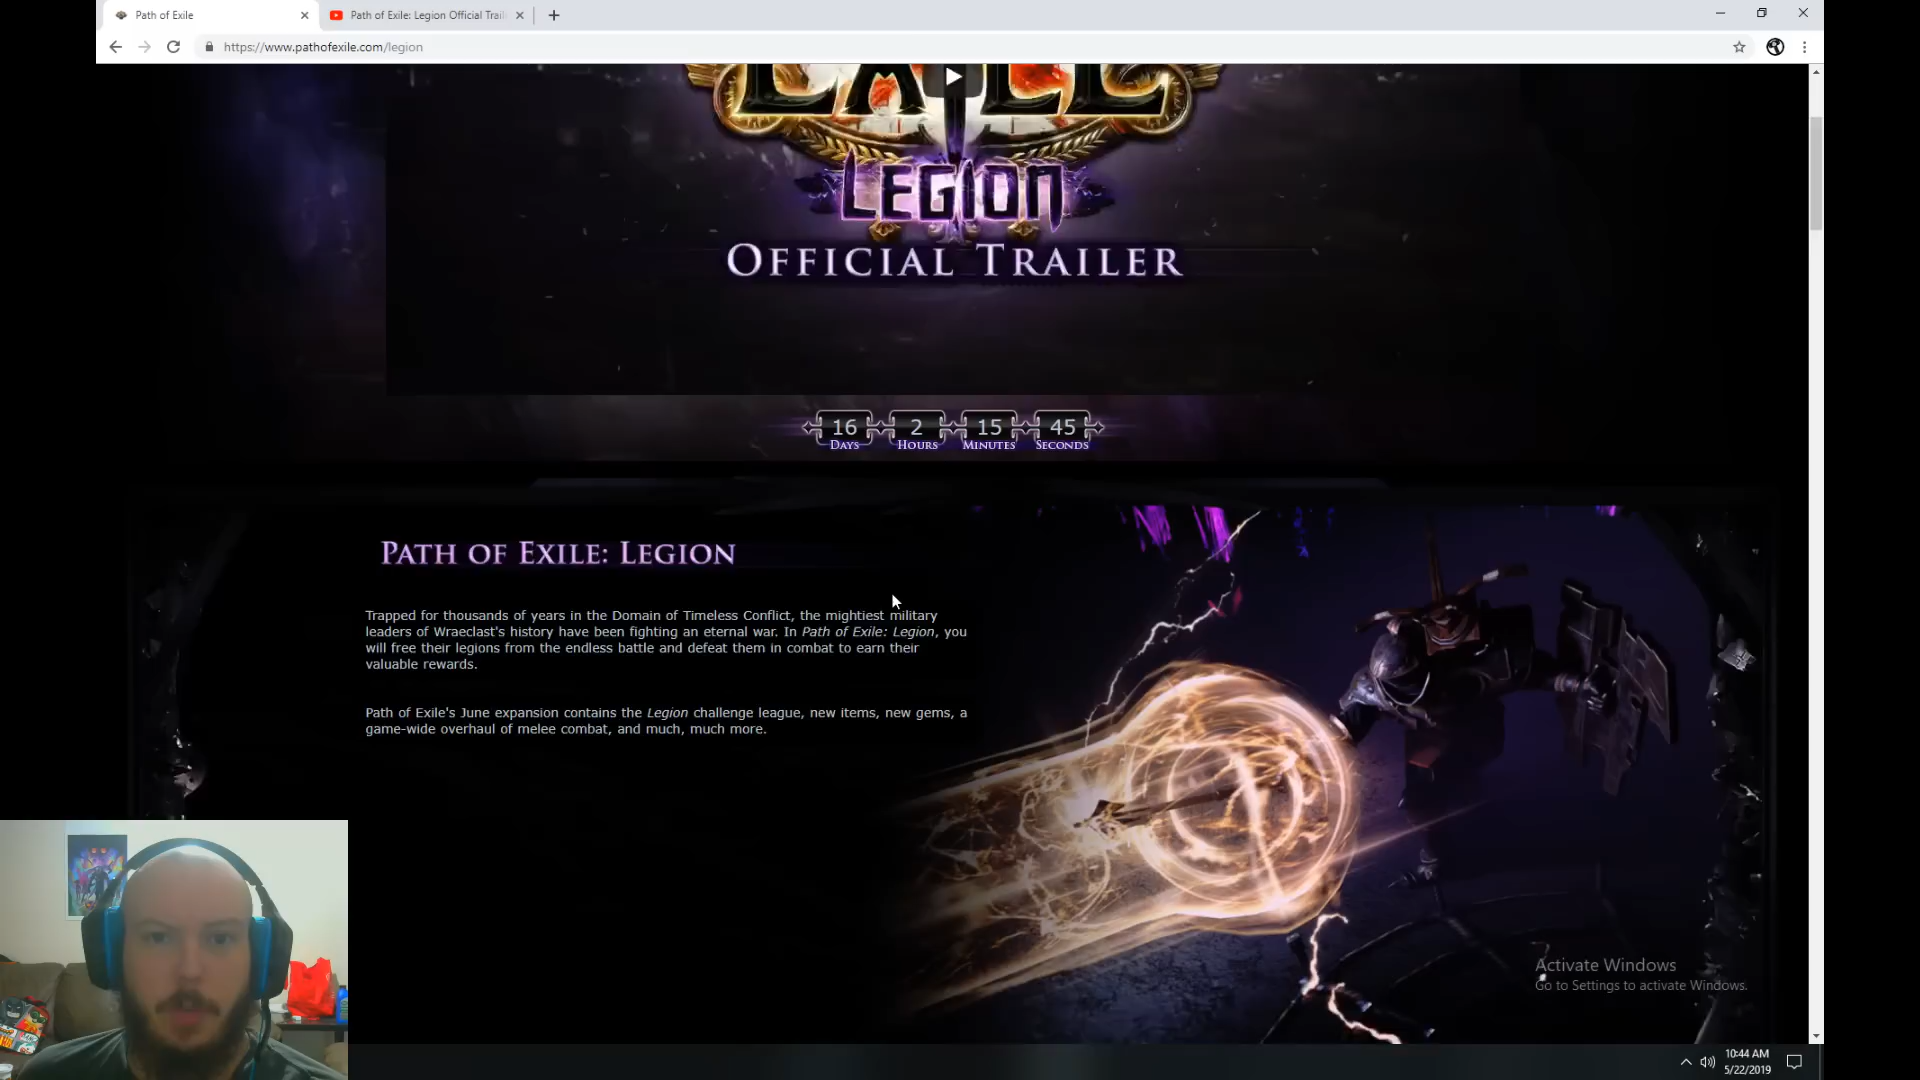 Path of Exile
Path of Exile: Legion Official Trail
https://www.pathofexile.com/legion
EXILE
LEGION
OFFICIAL TRAILER
16 2 15 45
DAYS HOURS MINUTES SECONDS
PATH OF EXILE: LEGION
Trapped for thousands of years in the Domain of Timeless Conflict, the mightiest military
leaders of Wraeclast's history have been fighting an eternal war. In Path of Exile: Legion, you
will free their legions from the endless battle and defeat them in combat to earn their
valuable rewards.
Path of Exile's June expansion contains the Legion challenge league, new items, new gems, a
game-wide overhaul of melee combat, and much, much more.
Activate Windows
Go to Settings to activate Windows.
10:44 AM
5/22/2019